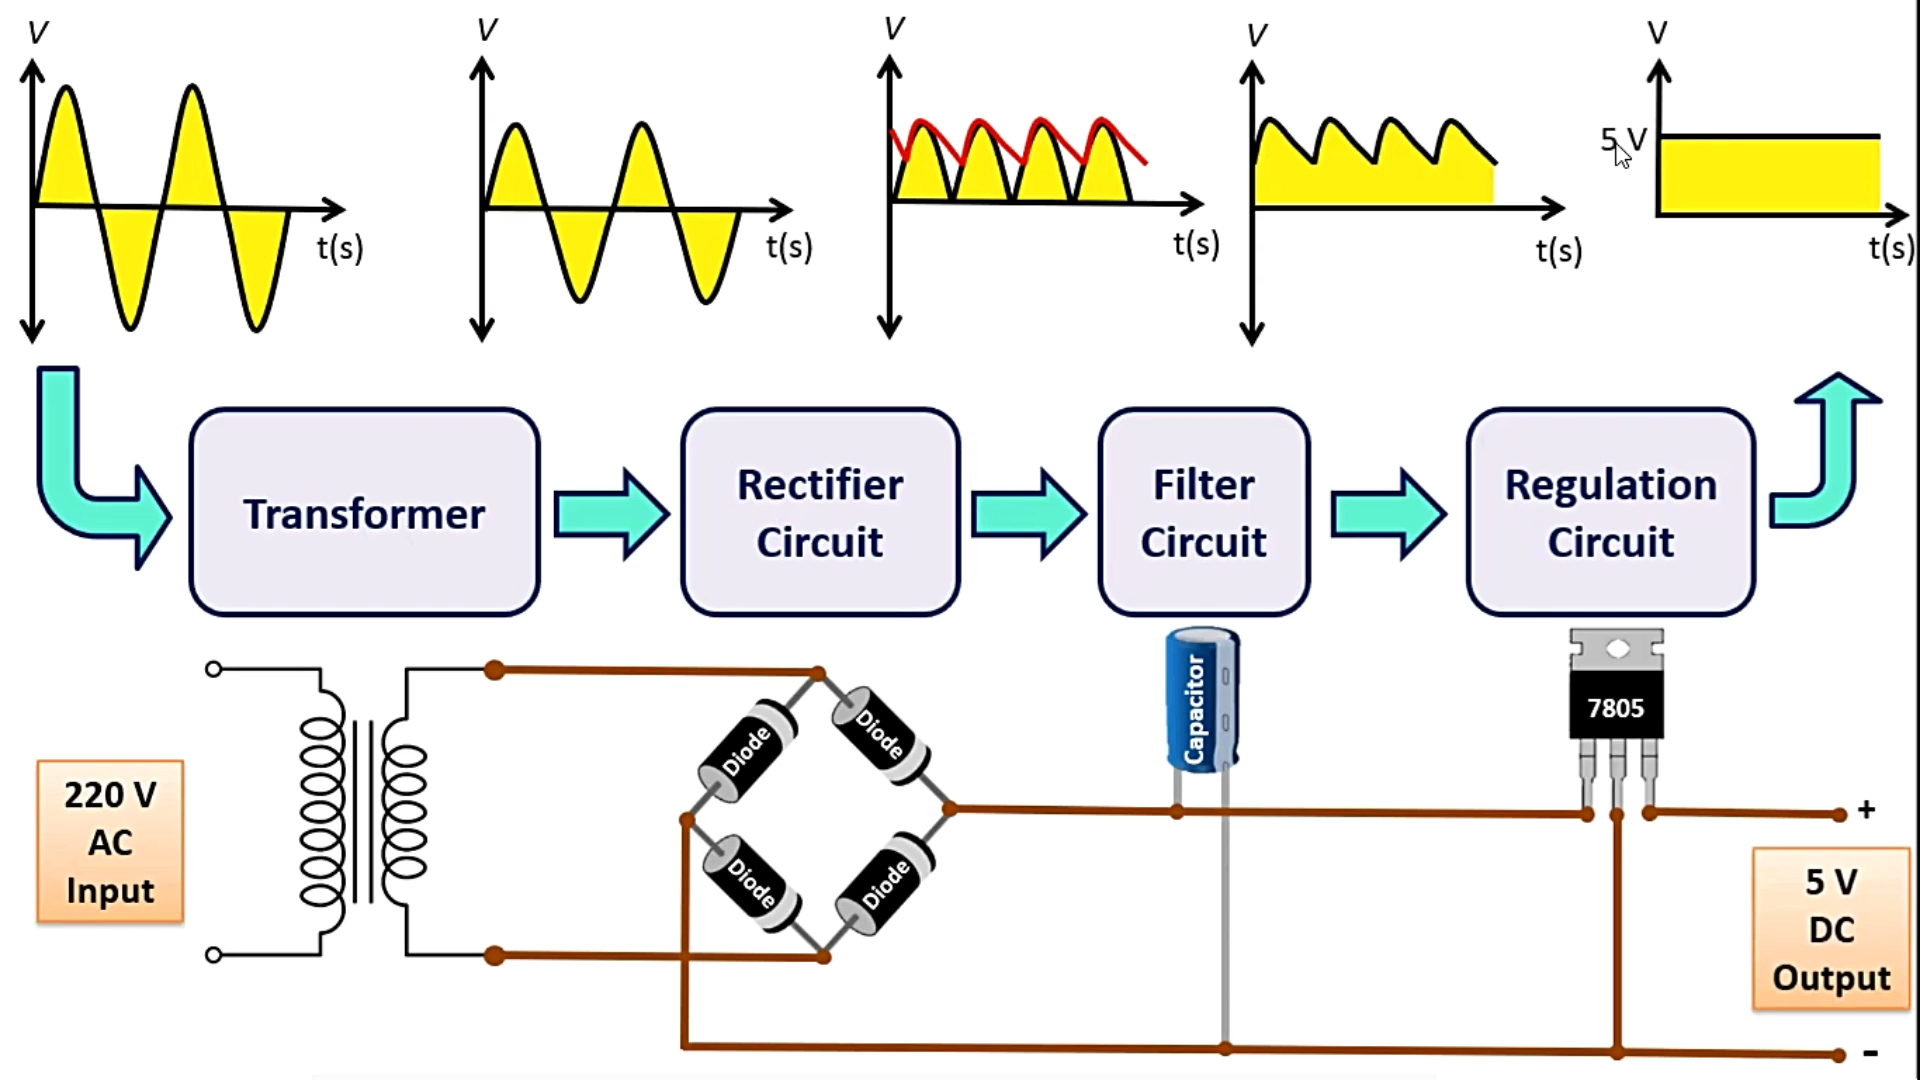 V
V
V
V
V
5 V
t(s)
t(s)
t(s)
t(s)
t(s)
Transformer
Rectifier
Circuit
Filter
Circuit
Regulation
Circuit
220 V
AC
Input
Diode
Diode
Diode
Diode
Capacitor
7805
+
5 V
DC
Output
-